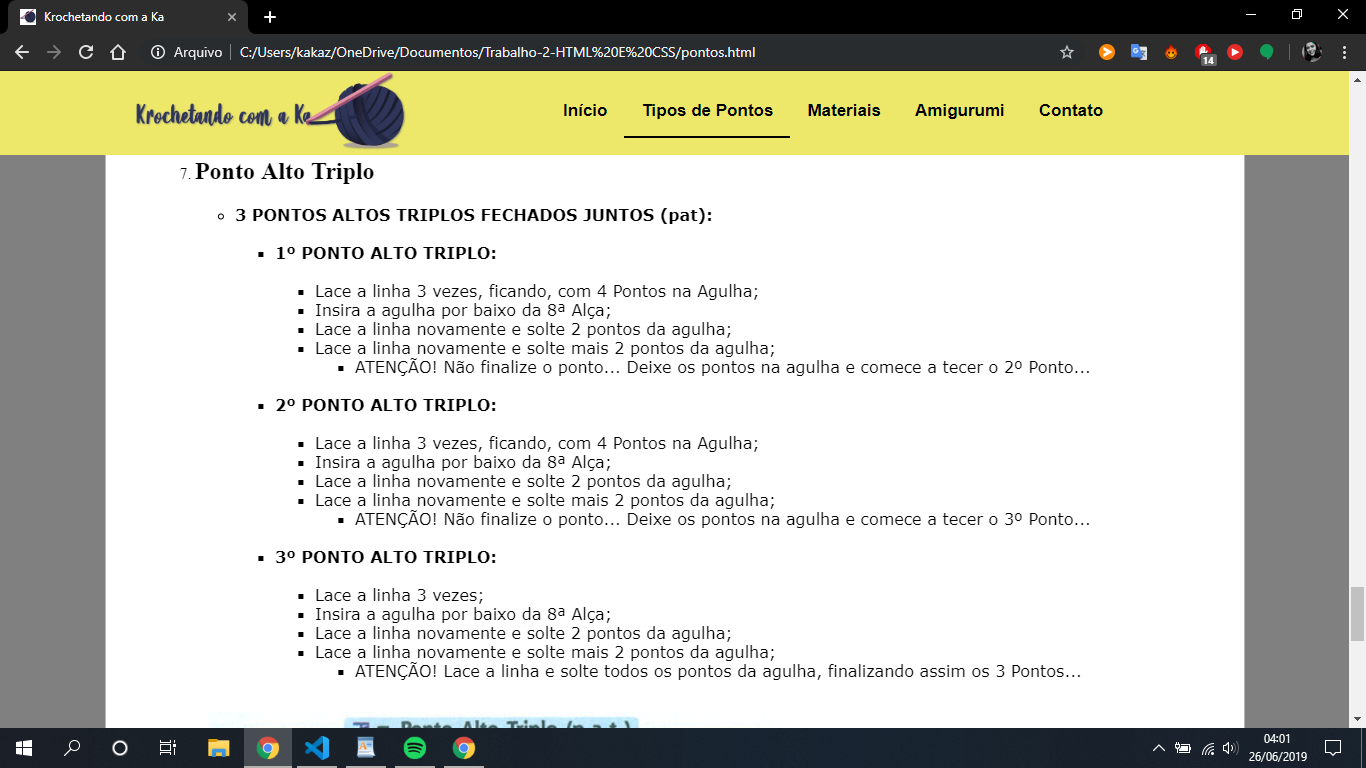 Krochetando com a Ka
Arquivo C:/Users/kakaz/OneDrive/Documentos/Trabalho-2-HTML%20E%20CSS/pontos.html
14
Krochetando com a Ka
Início Tipos de Pontos Materiais Amigurumi Contato
7. Ponto Alto Triplo
3 PONTOS ALTOS TRIPLOS FECHADOS JUNTOS (pat):
1º PONTO ALTO TRIPLO:
Lace a linha 3 vezes, ficando, com 4 Pontos na Agulha;
Insira a agulha por baixo da 8ª Alça;
Lace a linha novamente e solte 2 pontos da agulha;
Lace a linha novamente e solte mais 2 pontos da agulha;
ATENÇÃO! Não finalize o ponto... Deixe os pontos na agulha e comece a tecer o 2º Ponto...
2º PONTO ALTO TRIPLO:
Lace a linha 3 vezes, ficando, com 4 Pontos na Agulha;
Insira a agulha por baixo da 8ª Alça;
Lace a linha novamente e solte 2 pontos da agulha;
Lace a linha novamente e solte mais 2 pontos da agulha;
ATENÇÃO! Não finalize o ponto... Deixe os pontos na agulha e comece a tecer o 3º Ponto...
3º PONTO ALTO TRIPLO:
Lace a linha 3 vezes;
Insira a agulha por baixo da 8ª Alça;
Lace a linha novamente e solte 2 pontos da agulha;
Lace a linha novamente e solte mais 2 pontos da agulha;
ATENÇÃO! Lace a linha e solte todos os pontos da agulha, finalizando assim os 3 Pontos...
= Ponto Alto Triplo (p.a.t.)
04:01
26/06/2019